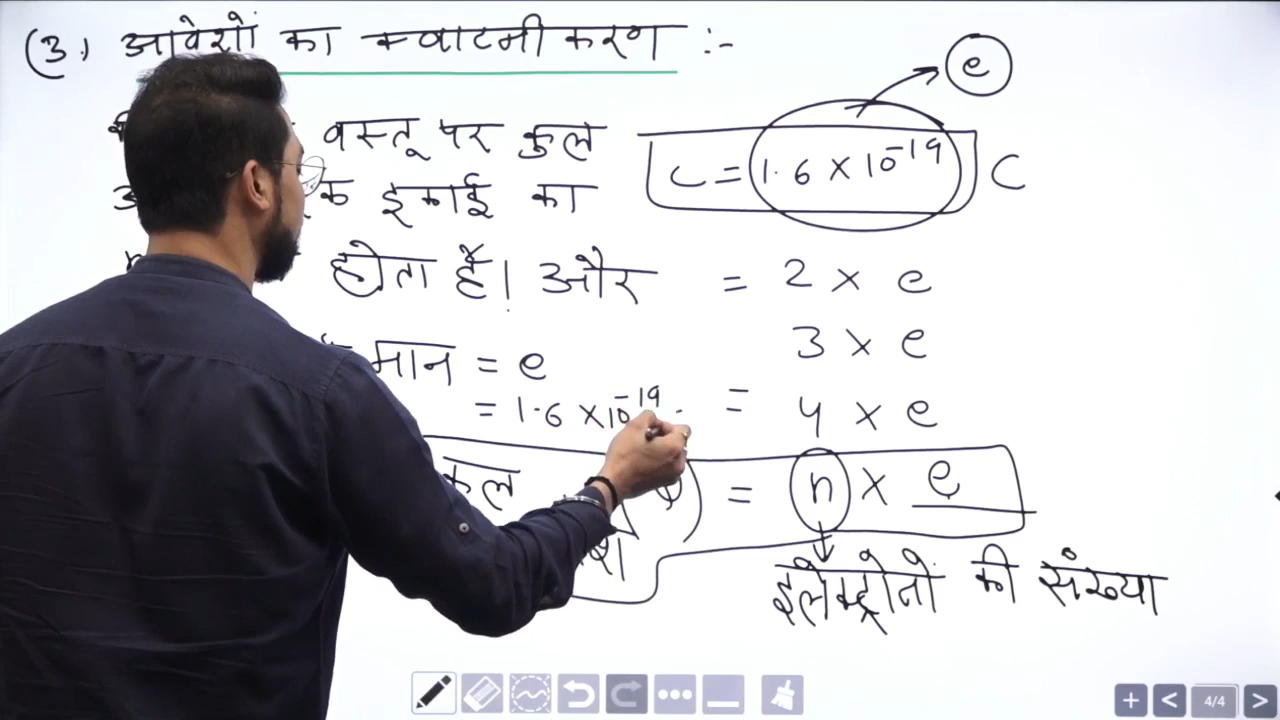 (3.) आवेशों का क्वाटमीकरण :-
e
वस्तू पर कुल
e = 1.6 × 10⁻¹⁹ C
इकाई का
होता है। और
= 2 × e
3 × e
मान = e
= 1.6 × 10⁻¹⁹
= 4 × e
कुल
= n × e
इलेक्ट्रोनों की संख्या
4/4